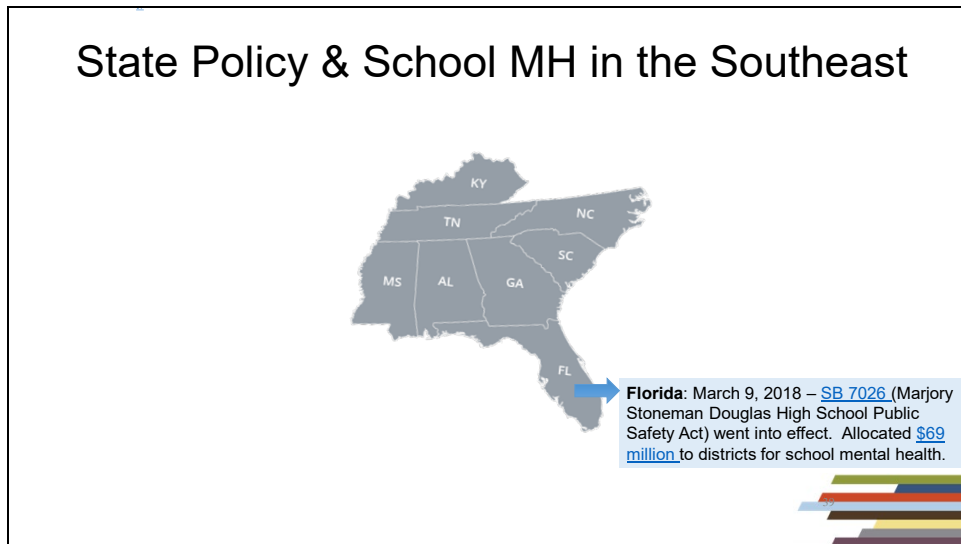 State Policy & School MH in the Southeast
KY
TN
NC
SC
MS
AL
GA
FL
Florida: March 9, 2018 – SB 7026 (Marjory
Stoneman Douglas High School Public
Safety Act) went into effect.  Allocated $69
million to districts for school mental health.
39